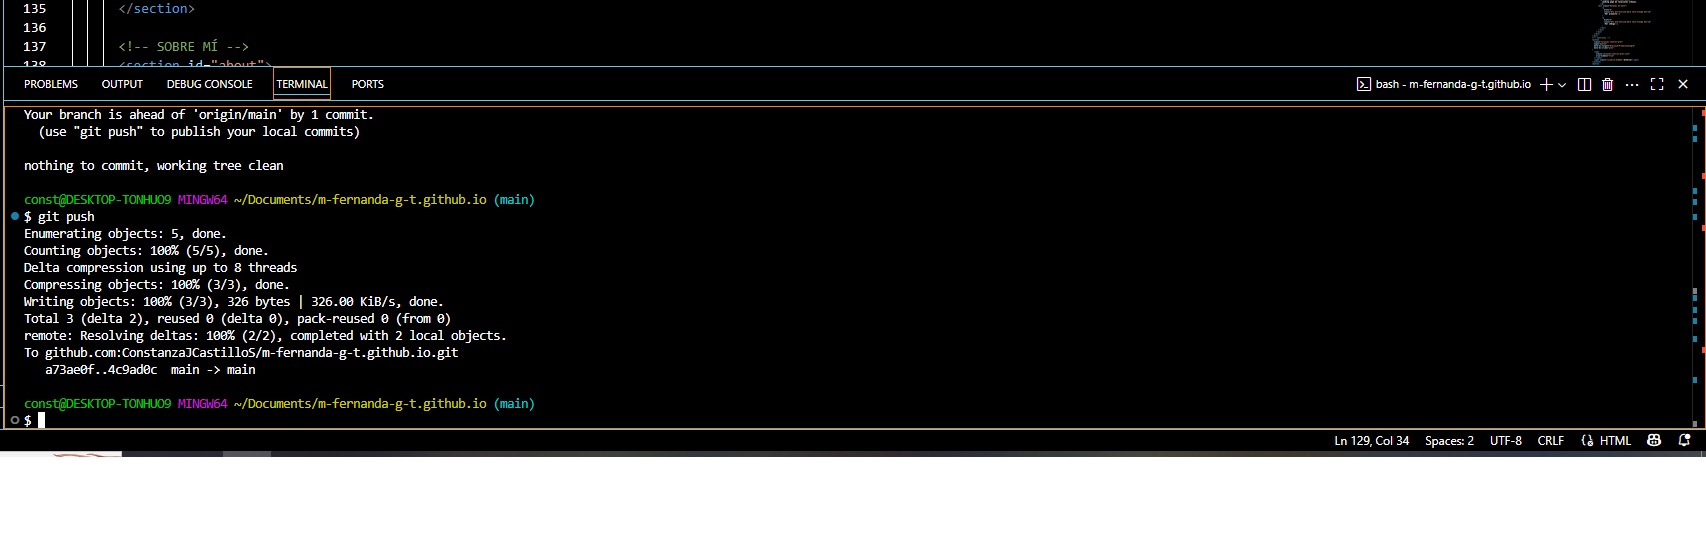 135 </section>
136
137 <!-- SOBRE MÍ -->
138 <section id="about">
PROBLEMS OUTPUT DEBUG CONSOLE TERMINAL PORTS bash - m-fernanda-g-t.github.io
Your branch is ahead of 'origin/main' by 1 commit.
(use "git push" to publish your local commits)
nothing to commit, working tree clean
const@DESKTOP-TONHUO9 MINGW64 ~/Documents/m-fernanda-g-t.github.io (main)
$ git push
Enumerating objects: 5, done.
Counting objects: 100% (5/5), done.
Delta compression using up to 8 threads
Compressing objects: 100% (3/3), done.
Writing objects: 100% (3/3), 326 bytes | 326.00 KiB/s, done.
Total 3 (delta 2), reused 0 (delta 0), pack-reused 0 (from 0)
remote: Resolving deltas: 100% (2/2), completed with 2 local objects.
To github.com:ConstanzaJCastilloS/m-fernanda-g-t.github.io.git
a73ae0f..4c9ad0c main -> main
const@DESKTOP-TONHUO9 MINGW64 ~/Documents/m-fernanda-g-t.github.io (main)
$
Ln 129, Col 34 Spaces: 2 UTF-8 CRLF HTML